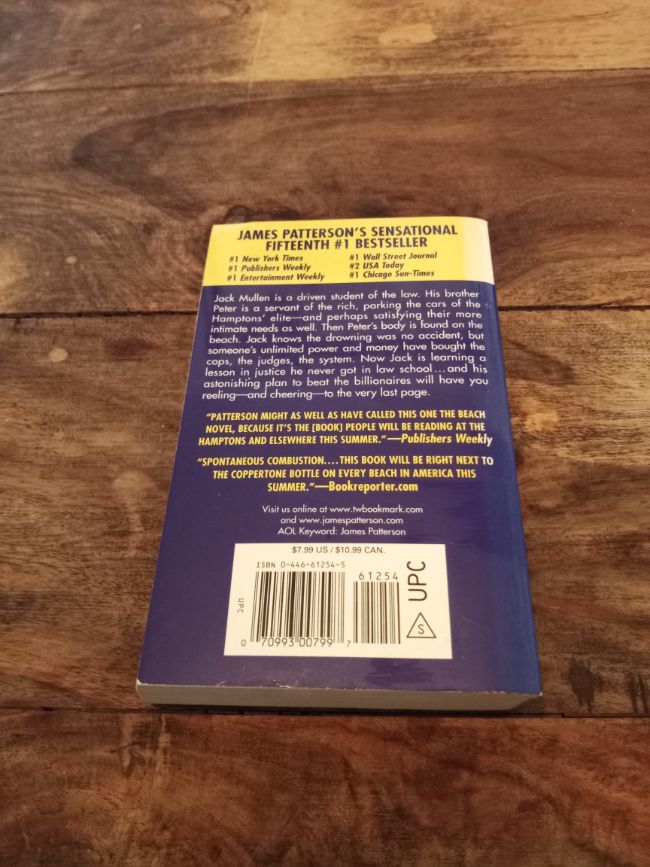 JAMES PATTERSON'S SENSATIONAL
FIFTEENTH #1 BESTSELLER
#1 New York Times
#1 Publishers Weekly
#1 Entertainment Weekly
#1 Wall Street Journal
#2 USA Today
#1 Chicago Sun-Times
Jack Mullen is a driven student of the law. His brother
Peter is a servant of the rich, parking the cars of the
Hamptons' elite—and perhaps satisfying their more
intimate needs as well. Then Peter's body is found on the
beach. Jack knows the drowning was no accident, but
someone's unlimited power and money have bought the
cops, the judges, the system. Now Jack is learning a
lesson in justice he never got in law school...and his
astonishing plan to beat the billionaires will have you
reeling—and cheering—to the very last page.
"PATTERSON MIGHT AS WELL AS HAVE CALLED THIS ONE THE BEACH
NOVEL, BECAUSE IT'S THE [BOOK] PEOPLE WILL BE READING AT THE
HAMPTONS AND ELSEWHERE THIS SUMMER."—Publishers Weekly
"SPONTANEOUS COMBUSTION....THIS BOOK WILL BE RIGHT NEXT TO
THE COPPERTONE BOTTLE ON EVERY BEACH IN AMERICA THIS
SUMMER."—Bookreporter.com
Visit us online at www.twbookmark.com
and www.jamespatterson.com
AOL Keyword: James Patterson
$7.99 US / $10.99 CAN.
ISBN 0-446-61254-5
61254
UPC
UPC
S
0 70993 00799 7